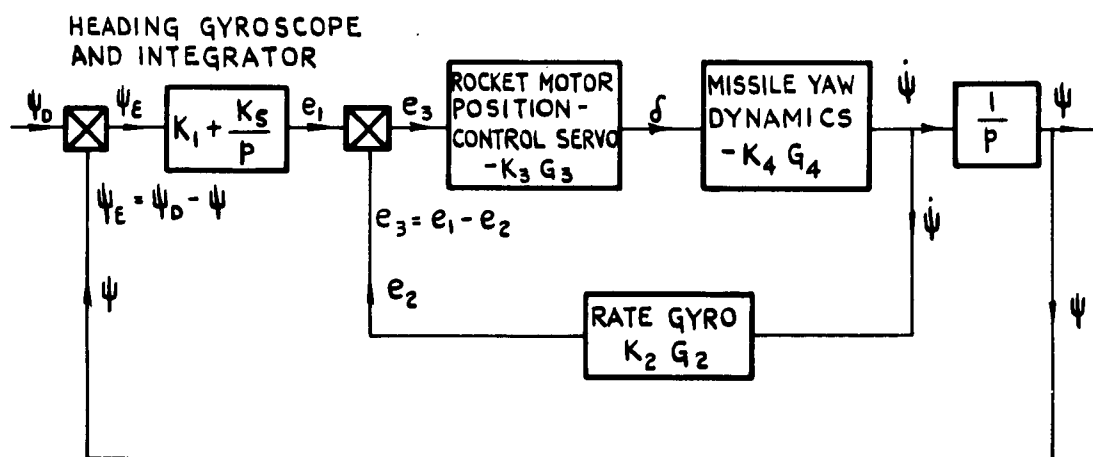 HEADING GYROSCOPE
AND INTEGRATOR
ψD
ψE
K1 + K5/p
e1
e3
ROCKET MOTOR
POSITION-
CONTROL SERVO
-K3 G3
δ
MISSILE YAW
DYNAMICS
-K4 G4
ψ̇
1/p
ψ
ψE = ψD - ψ
e3 = e1 - e2
ψ̇
ψ
e2
RATE GYRO
K2 G2
ψ